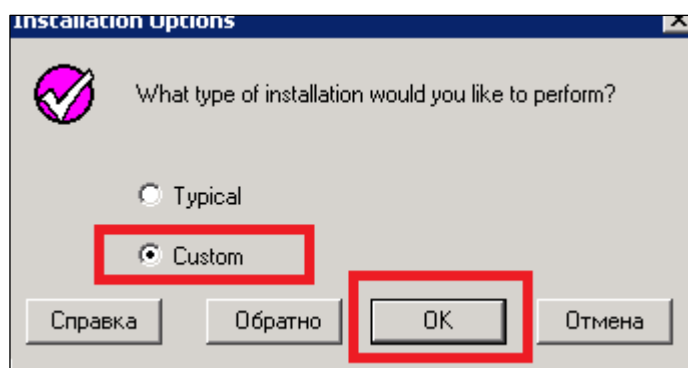 Installation Options
What type of installation would you like to perform?
Typical
Custom
Справка Обратно OK Отмена